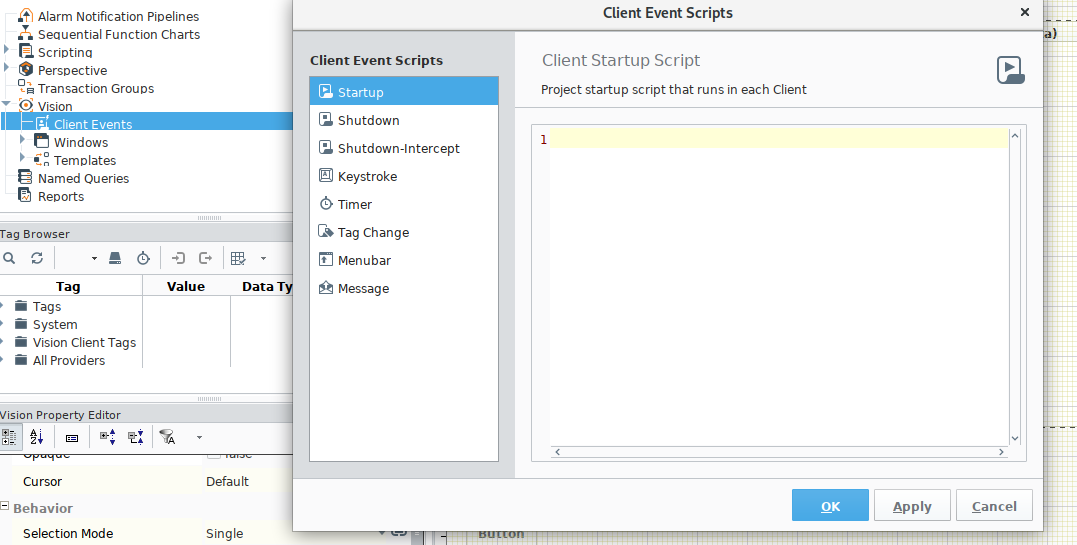 Alarm Notification Pipelines
Sequential Function Charts
Scripting
Perspective
Transaction Groups
Vision
Client Events
Windows
Templates
Named Queries
Reports
Tag Browser
Tag Value Data Ty
Tags
System
Vision Client Tags
All Providers
Vision Property Editor
Opaque false
Cursor Default
Behavior
Selection Mode Single
Client Event Scripts
Client Event Scripts
Startup
Shutdown
Shutdown-Intercept
Keystroke
Timer
Tag Change
Menubar
Message
Client Startup Script
Project startup script that runs in each Client
1
OK Apply Cancel
a)
Button